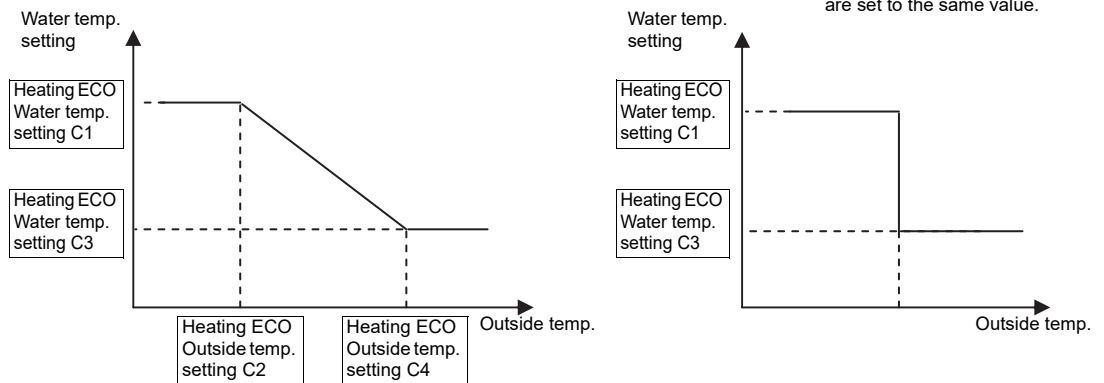 Water temp.
setting
Heating ECO
Water temp.
setting C1
Heating ECO
Water temp.
setting C3
Heating ECO
Outside temp.
setting C2
Heating ECO
Outside temp.
setting C4
Outside temp.
are set to the same value.
Water temp.
setting
Heating ECO
Water temp.
setting C1
Heating ECO
Water temp.
setting C3
Outside temp.